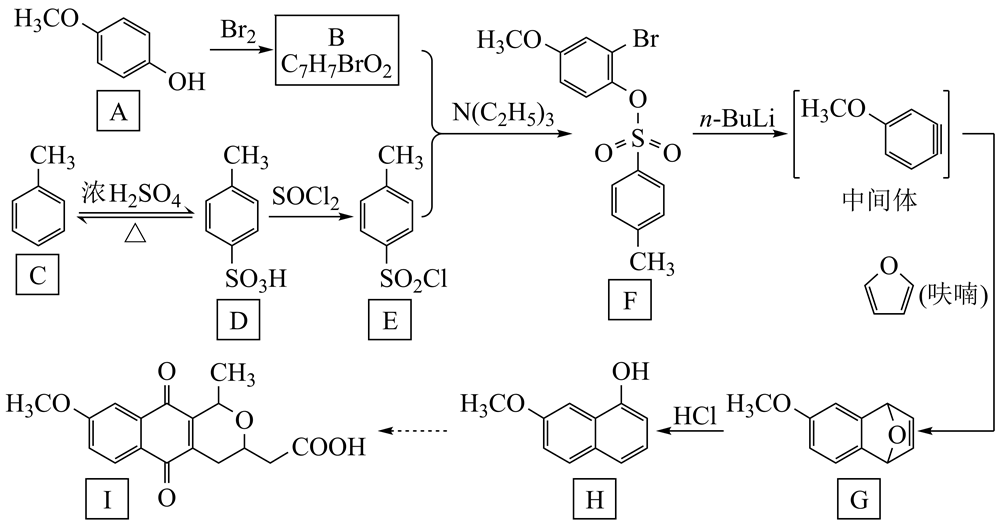 H₃CO
OH
A
Br₂
B
C₇H₇BrO₂
CH₃
C
浓H₂SO₄
△
CH₃
SO₃H
D
SOCl₂
CH₃
SO₂Cl
E
N(C₂H₅)₃
H₃CO
Br
O
O
S
O
CH₃
F
n-BuLi
H₃CO
中间体
O
(呋喃)
H₃CO
O
G
HCl
OH
H₃CO
H
O
CH₃
H₃CO
O
COOH
O
I